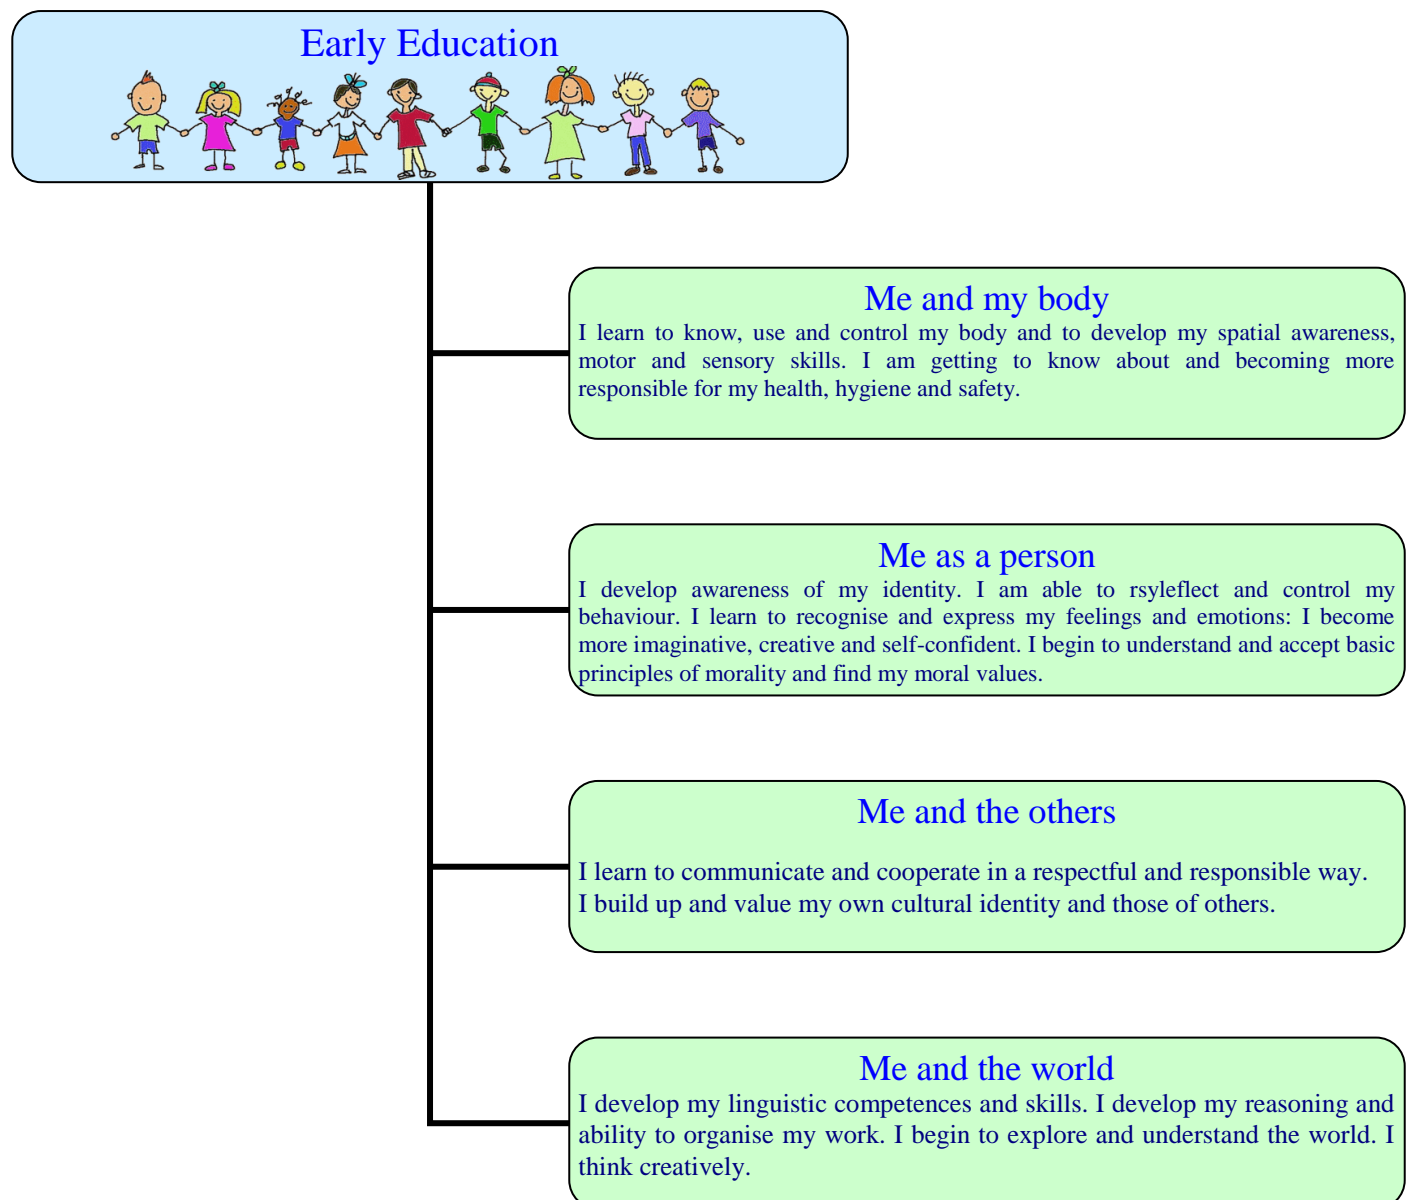 Early Education
Me and my body
I learn to know, use and control my body and to develop my spatial awareness,
motor and sensory skills. I am getting to know about and becoming more
responsible for my health, hygiene and safety.
Me as a person
I develop awareness of my identity. I am able to rsyleflect and control my
behaviour. I learn to recognise and express my feelings and emotions: I become
more imaginative, creative and self-confident. I begin to understand and accept basic
principles of morality and find my moral values.
Me and the others
I learn to communicate and cooperate in a respectful and responsible way.
I build up and value my own cultural identity and those of others.
Me and the world
I develop my linguistic competences and skills. I develop my reasoning and
ability to organise my work. I begin to explore and understand the world. I
think creatively.